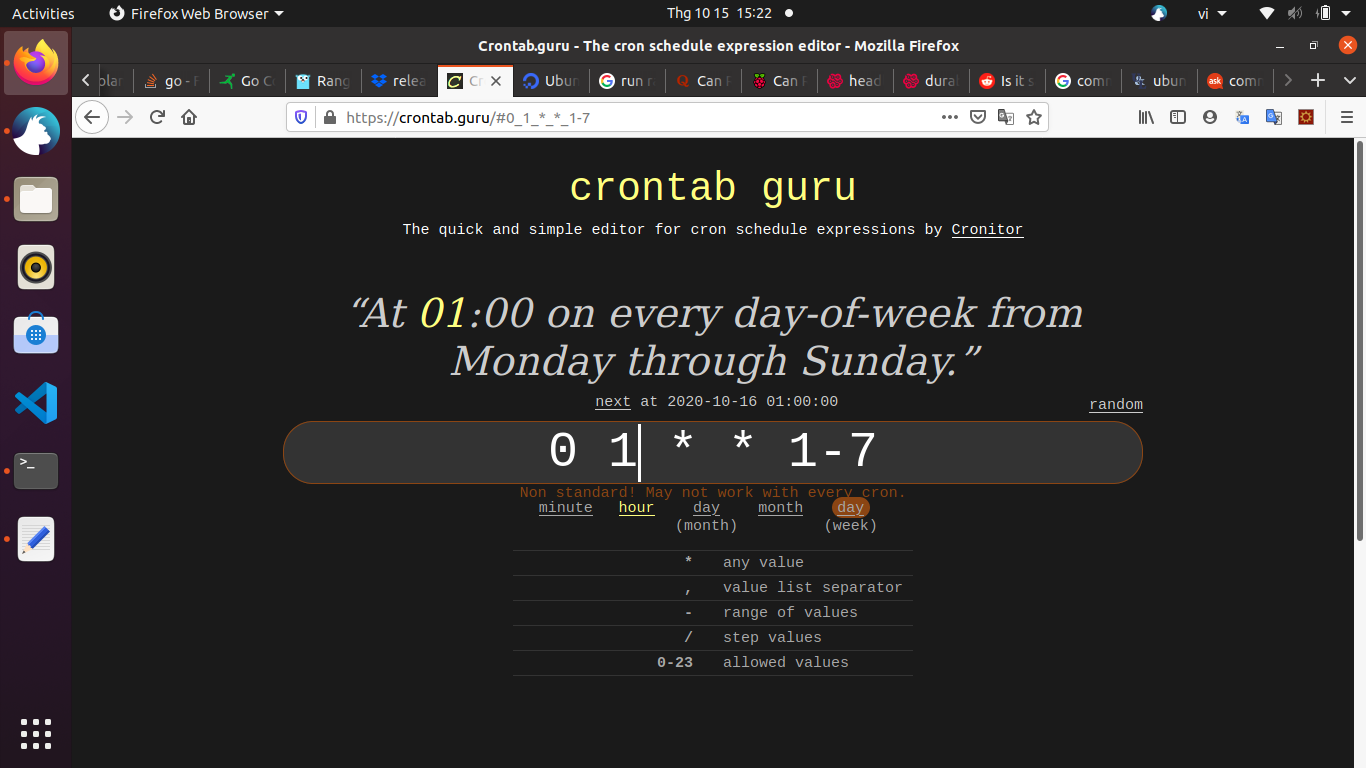 Activities
Firefox Web Browser
Thg 10 15 15:22
vi
Crontab.guru - The cron schedule expression editor - Mozilla Firefox
go -
Go C
Rang
relea
Cr
Ubun
run r
Can
Can
head
dural
Is it s
comm
ubun
ask
comm
https://crontab.guru/#0_1_*_*_1-7
crontab guru
The quick and simple editor for cron schedule expressions by Cronitor
“At 01:00 on every day-of-week from
Monday through Sunday.”
next at 2020-10-16 01:00:00
random
0 1 * * 1-7
Non standard! May not work with every cron.
minute hour day month day
(month) (week)
* any value
, value list separator
- range of values
/ step values
0-23 allowed values